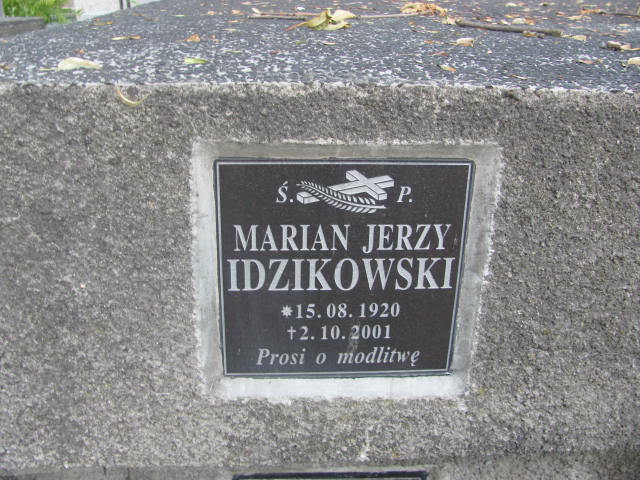 Ś. P.
MARIAN JERZY
IDZIKOWSKI
*15. 08. 1920
†2. 10. 2001
Prosi o modlitwę